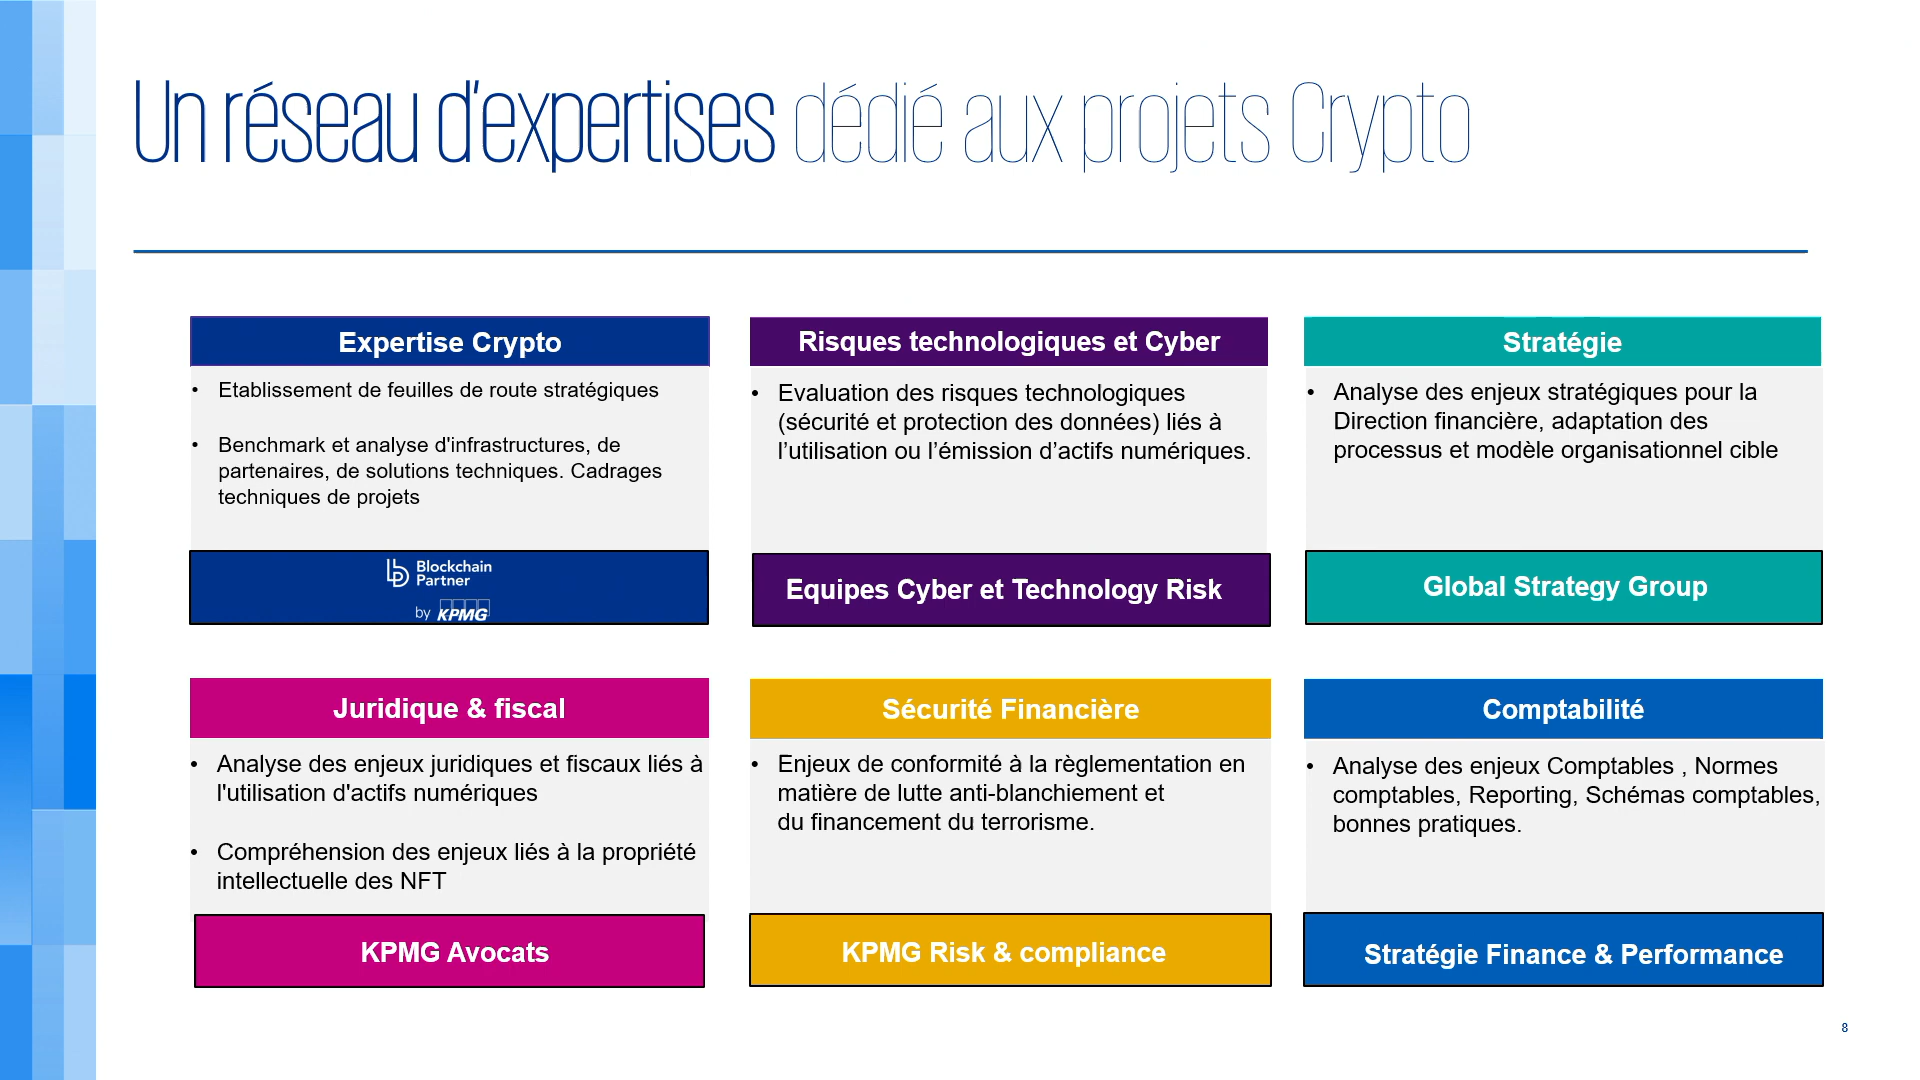 Un réseau d'expertises dédié aux projets Crypto
Expertise Crypto
• Etablissement de feuilles de route stratégiques
• Benchmark et analyse d'infrastructures, de
partenaires, de solutions techniques. Cadrages
techniques de projets
Blockchain
Partner
by KPMG
Risques technologiques et Cyber
• Evaluation des risques technologiques
(sécurité et protection des données) liés à
l’utilisation ou l’émission d’actifs numériques.
Equipes Cyber et Technology Risk
Stratégie
• Analyse des enjeux stratégiques pour la
Direction financière, adaptation des
processus et modèle organisationnel cible
Global Strategy Group
Juridique & fiscal
• Analyse des enjeux juridiques et fiscaux liés à
l'utilisation d'actifs numériques
• Compréhension des enjeux liés à la propriété
intellectuelle des NFT
KPMG Avocats
Sécurité Financière
• Enjeux de conformité à la règlementation en
matière de lutte anti-blanchiement et
du financement du terrorisme.
KPMG Risk & compliance
Comptabilité
• Analyse des enjeux Comptables , Normes
comptables, Reporting, Schémas comptables,
bonnes pratiques.
Stratégie Finance & Performance
8